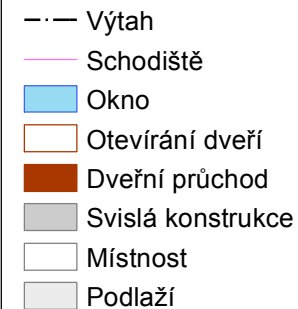 Výtah
Schodiště
Okno
Otevírání dveří
Dveřní průchod
Svislá konstrukce
Místnost
Podlaží